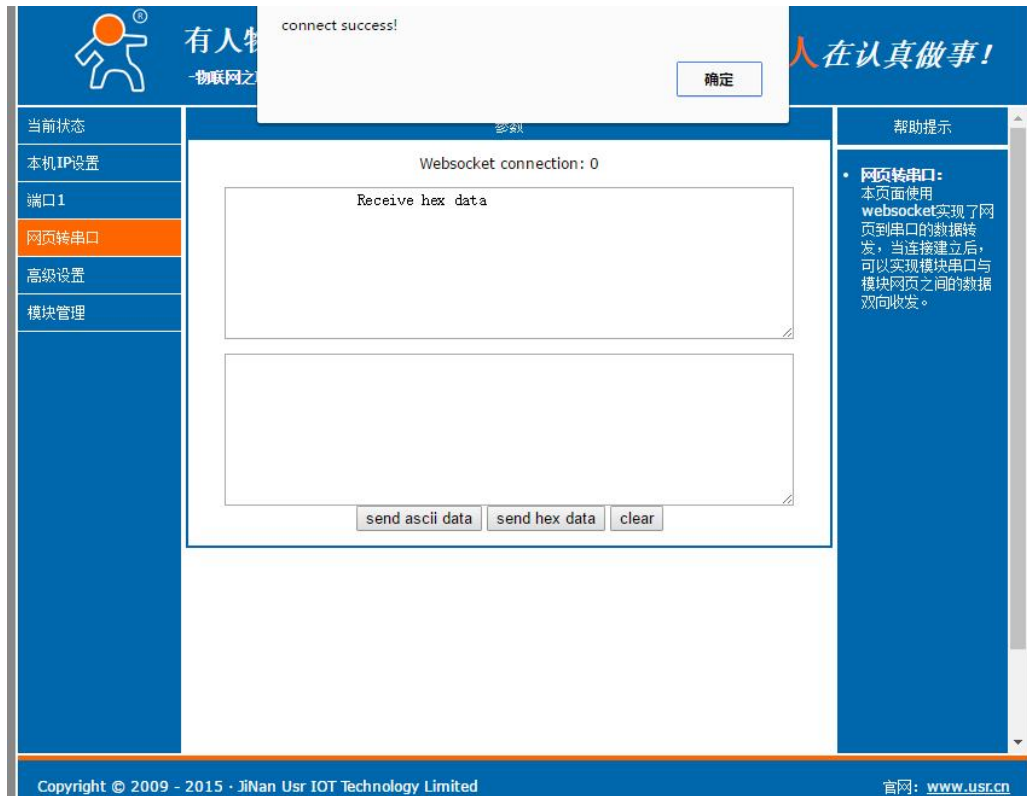 ®
connect success!
确定
有人物
-物联网之
人在认真做事!
当前状态
本机IP设置
端口1
网页转串口
高级设置
模块管理
参数
Websocket connection: 0
Receive hex data
send ascii data
send hex data
clear
帮助提示
• 网页转串口:
本页面使用
websocket实现了网
页到串口的数据转
发,当连接建立后,
可以实现模块串口与
模块网页之间的数据
双向收发。
Copyright © 2009 - 2015 · JiNan Usr IOT Technology Limited
官网: www.usr.cn